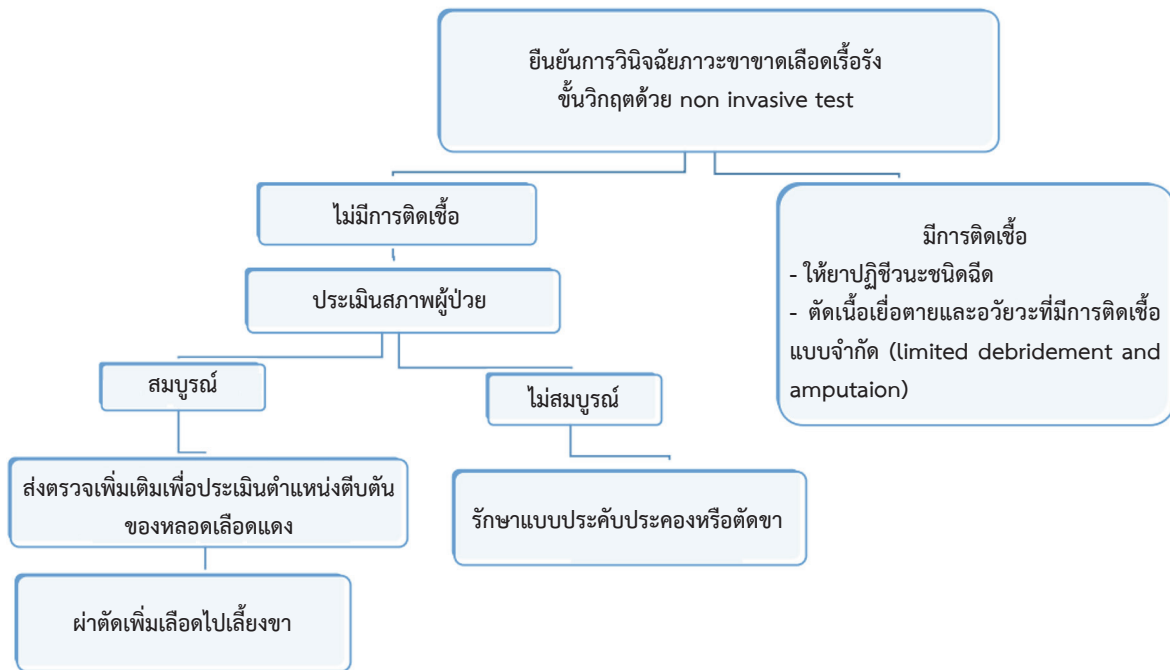 ยืนยันการวินิจฉัยภาวะขาขาดเลือดเรื้อรัง
ขั้นวิกฤตด้วย non invasive test
ไม่มีการติดเชื้อ
มีการติดเชื้อ
- ให้ยาปฏิชีวนะชนิดฉีด
- ตัดเนื้อเยื่อตายและอวัยวะที่มีการติดเชื้อ
แบบจำกัด (limited debridement and
amputaion)
ประเมินสภาพผู้ป่วย
สมบูรณ์
ไม่สมบูรณ์
ส่งตรวจเพิ่มเติมเพื่อประเมินตำแหน่งตีบตัน
ของหลอดเลือดแดง
รักษาแบบประคับประคองหรือตัดขา
ผ่าตัดเพิ่มเลือดไปเลี้ยงขา